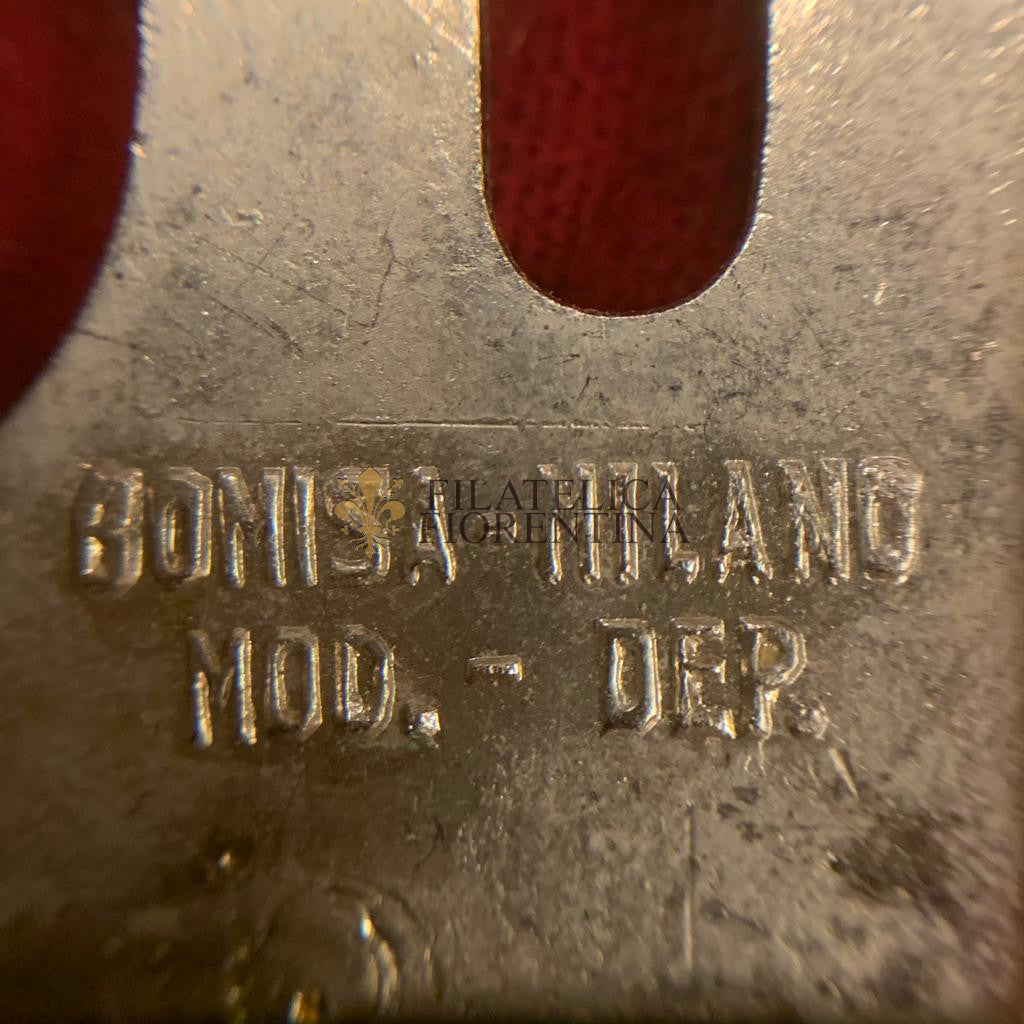 BOMISA-MILANO
FILATELICA
FIORENTINA
MOD. - DEP.